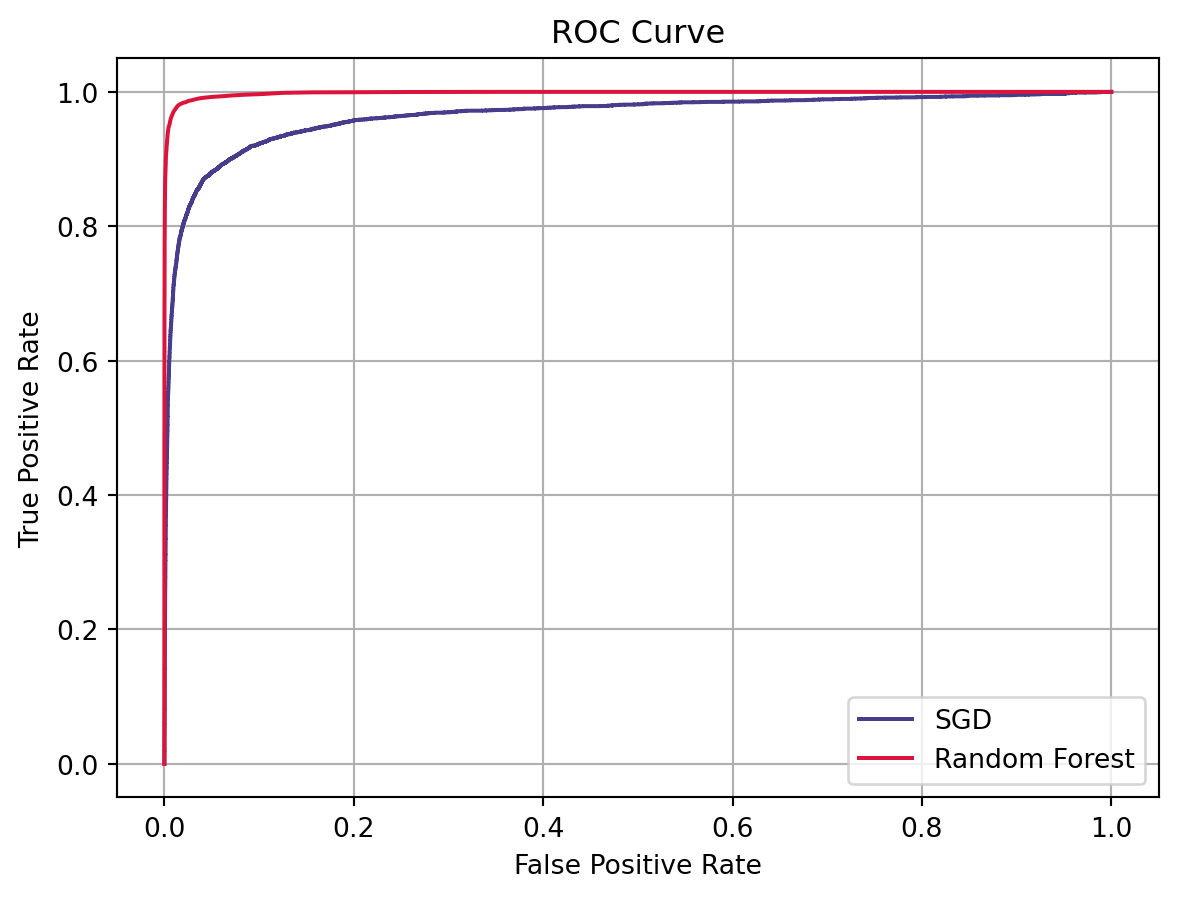 ROC Curve
1.0
0.8
0.6
0.4
0.2
0.0
True Positive Rate
SGD
Random Forest
0.0 0.2 0.4 0.6 0.8 1.0
False Positive Rate